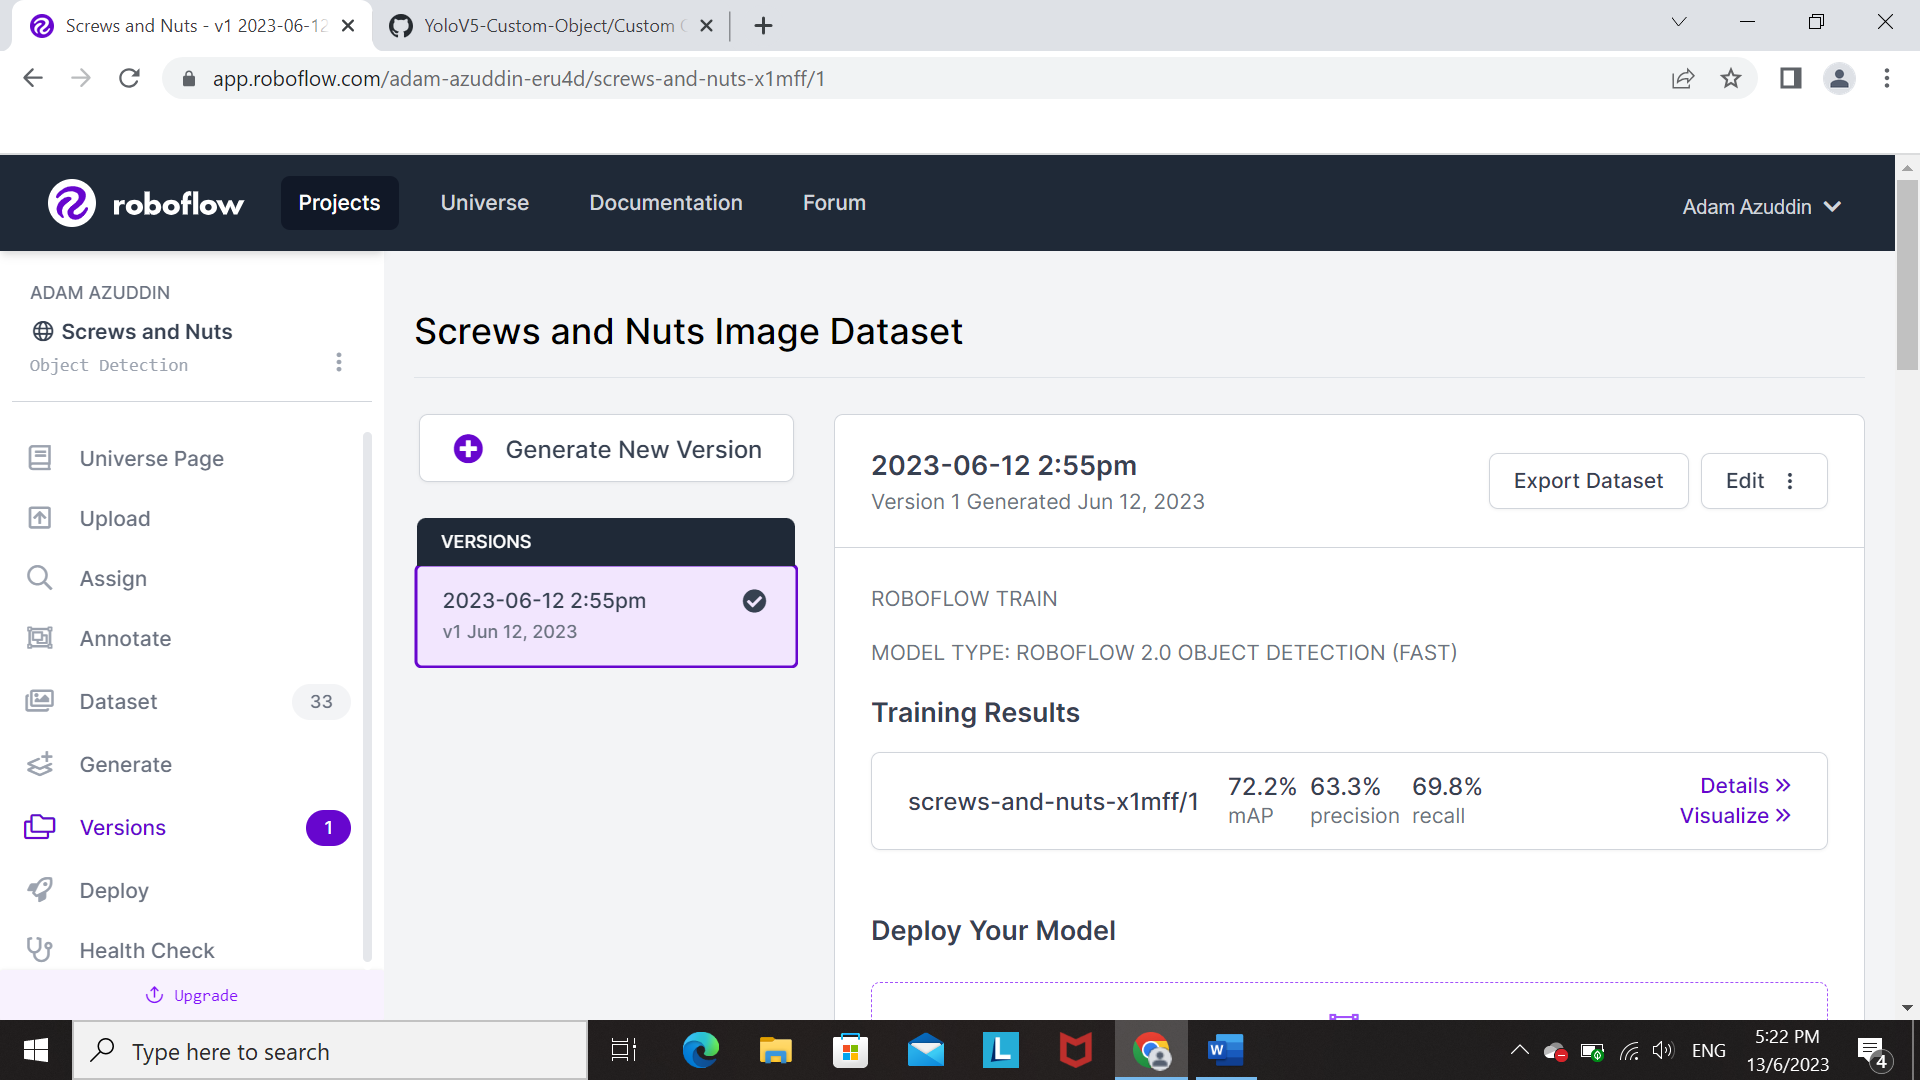 Screws and Nuts - v1 2023-06-12
YoloV5-Custom-Object/Custom
app.roboflow.com/adam-azuddin-eru4d/screws-and-nuts-x1mff/1
roboflow
Projects
Universe
Documentation
Forum
Adam Azuddin
ADAM AZUDDIN
Screws and Nuts
Object Detection
Universe Page
Upload
Assign
Annotate
Dataset 33
Generate
Versions 1
Deploy
Health Check
Upgrade
Screws and Nuts Image Dataset
Generate New Version
VERSIONS
2023-06-12 2:55pm
v1 Jun 12, 2023
2023-06-12 2:55pm
Version 1 Generated Jun 12, 2023
Export Dataset
Edit
ROBOFLOW TRAIN
MODEL TYPE: ROBOFLOW 2.0 OBJECT DETECTION (FAST)
Training Results
screws-and-nuts-x1mff/1
72.2% 63.3% 69.8%
mAP precision recall
Details
Visualize
Deploy Your Model
Type here to search
L
W
ENG
5:22 PM
13/6/2023
4